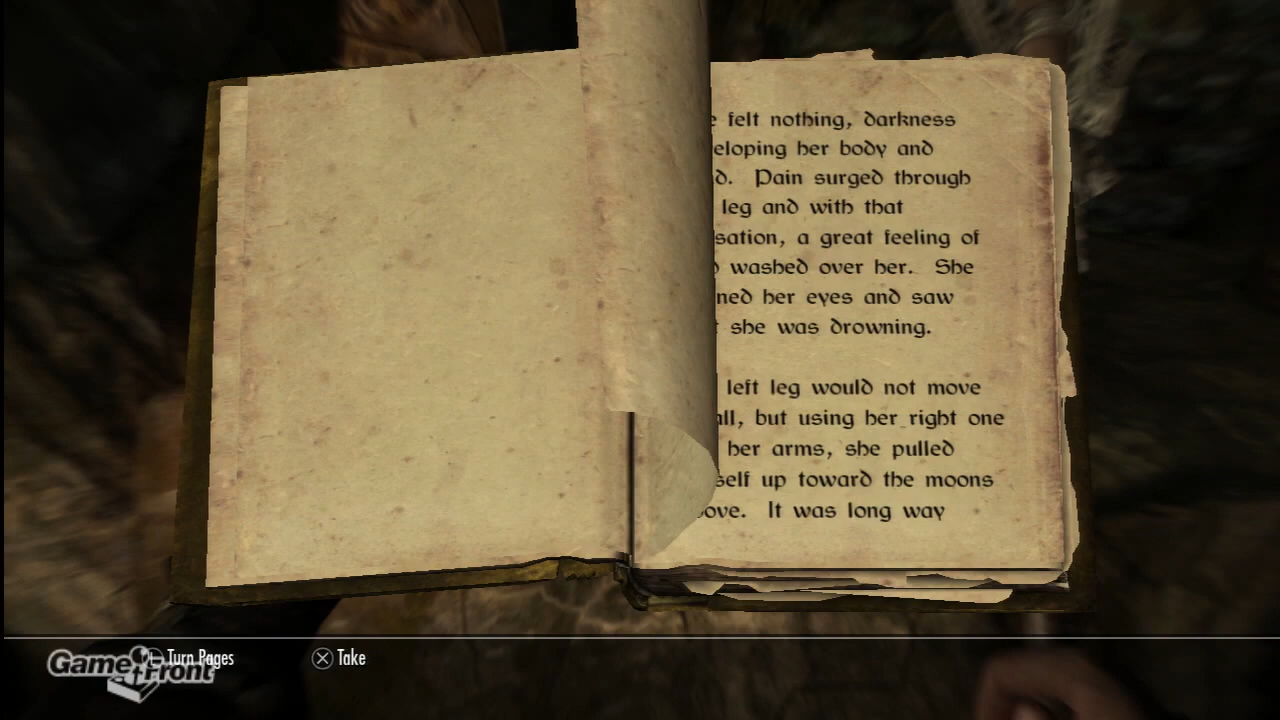 felt nothing, darkness
eloping her body and
d. Pain surged through
leg and with that
sation, a great feeling of
washed over her. She
ned her eyes and saw
she was drowning.
left leg would not move
all, but using her right one
her arms, she pulled
self up toward the moons
ove. It was long way
Turn Pages
Take
GameFront